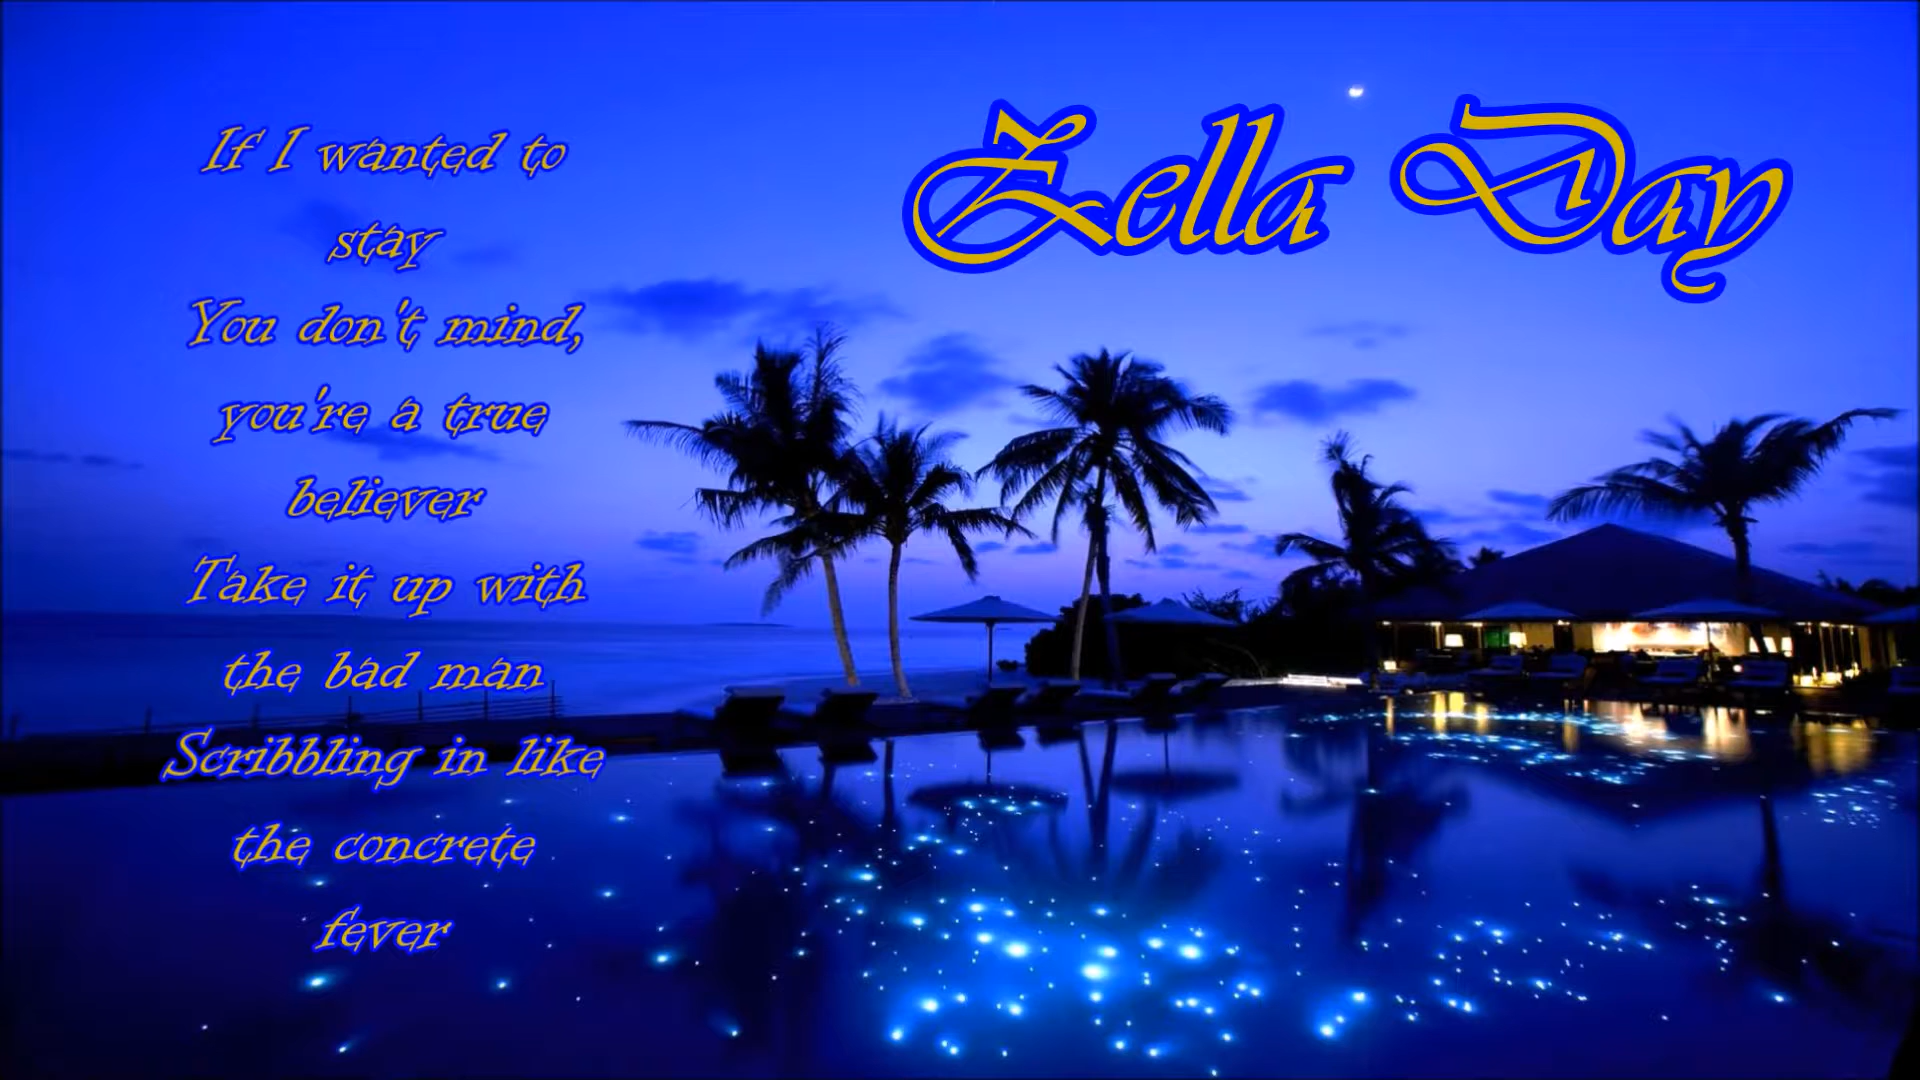 If I wanted to
stay
You don't mind,
you're a true
believer
Take it up with
the bad man
Scribbling in like
the concrete
fever
Zella Day